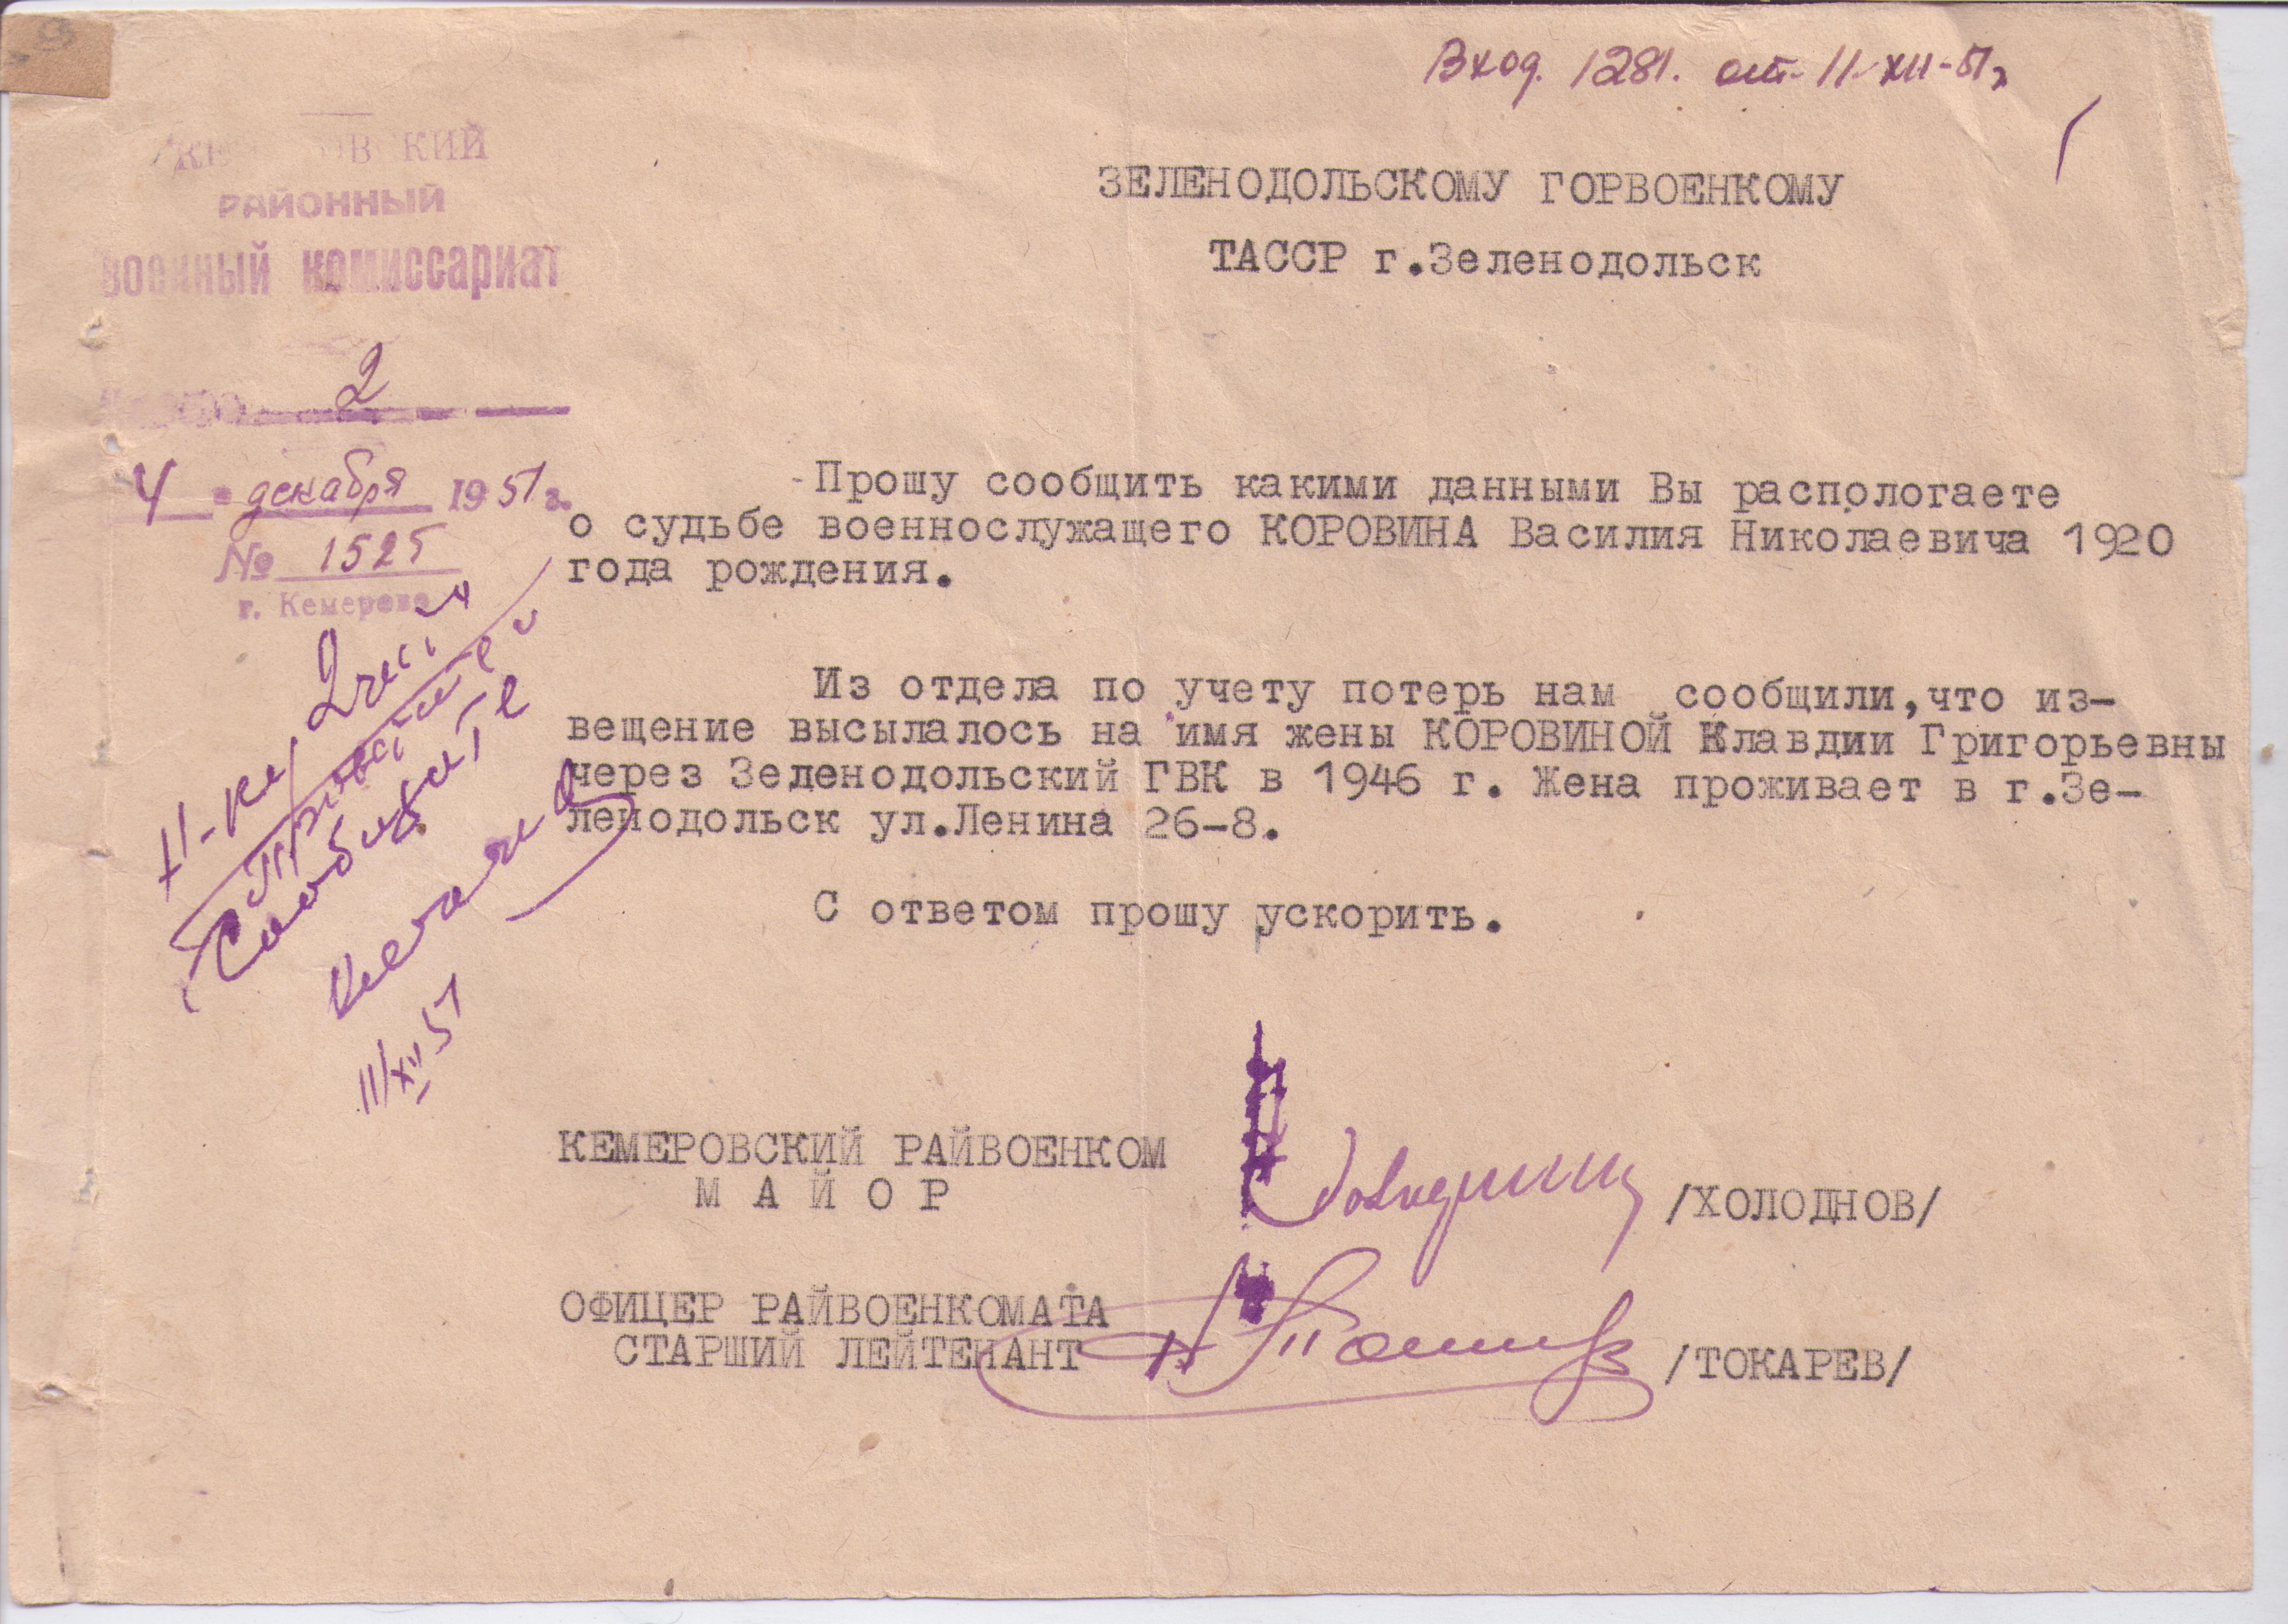 Вход. 1281. от 11-XII-51г
КЕМЕРОВСКИЙ
РАЙОННЫЙ
ВОЕННЫЙ КОМИССАРИАТ
2
4 декабря 1951 г.
№ 1525
г. Кемерово
ЗЕЛЕНОДОЛЬСКОМУ ГОРВОЕНКОМУ
ТАССР г.Зеленодольск
Прошу сообщить какими данными Вы распологаете
о судьбе военнослужащего КОРОВИНА Василия Николаевича 1920
года рождения.
Из отдела по учету потерь нам сообщили,что из-
вещение высылалось на имя жены КОРОВИНОЙ Клавдии Григорьевны
через Зеленодольский ГВК в 1946 г. Жена проживает в г.Зе-
ленодольск ул.Ленина 26-8.
С ответом прошу ускорить.
Сообщите
11/XII 51
КЕМЕРОВСКИЙ РАЙВОЕНКОМ
М А Й О Р /ХОЛОДНОВ/
ОФИЦЕР РАЙВОЕНКОМАТА
СТАРШИЙ ЛЕЙТЕНАНТ /ТОКАРЕВ/